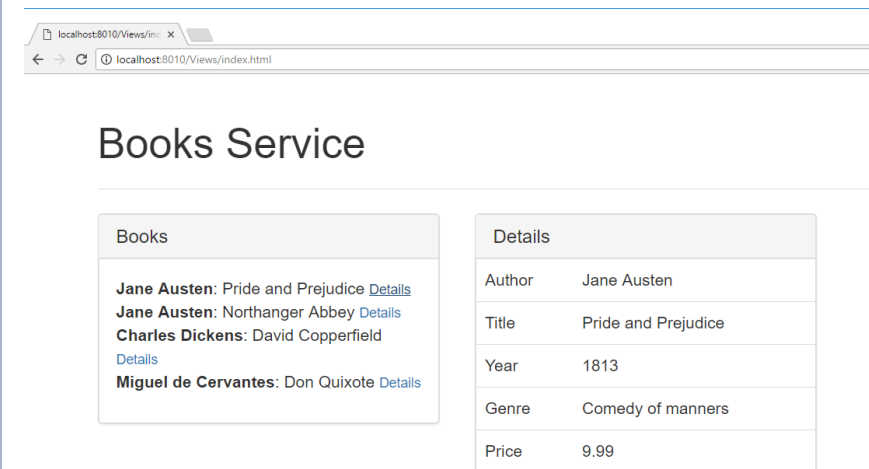 localhost:8010/Views/ind
localhost:8010/Views/index.html
Books Service
Books
Jane Austen: Pride and Prejudice Details
Jane Austen: Northanger Abbey Details
Charles Dickens: David Copperfield
Details
Miguel de Cervantes: Don Quixote Details
Details
Author Jane Austen
Title Pride and Prejudice
Year 1813
Genre Comedy of manners
Price 9.99